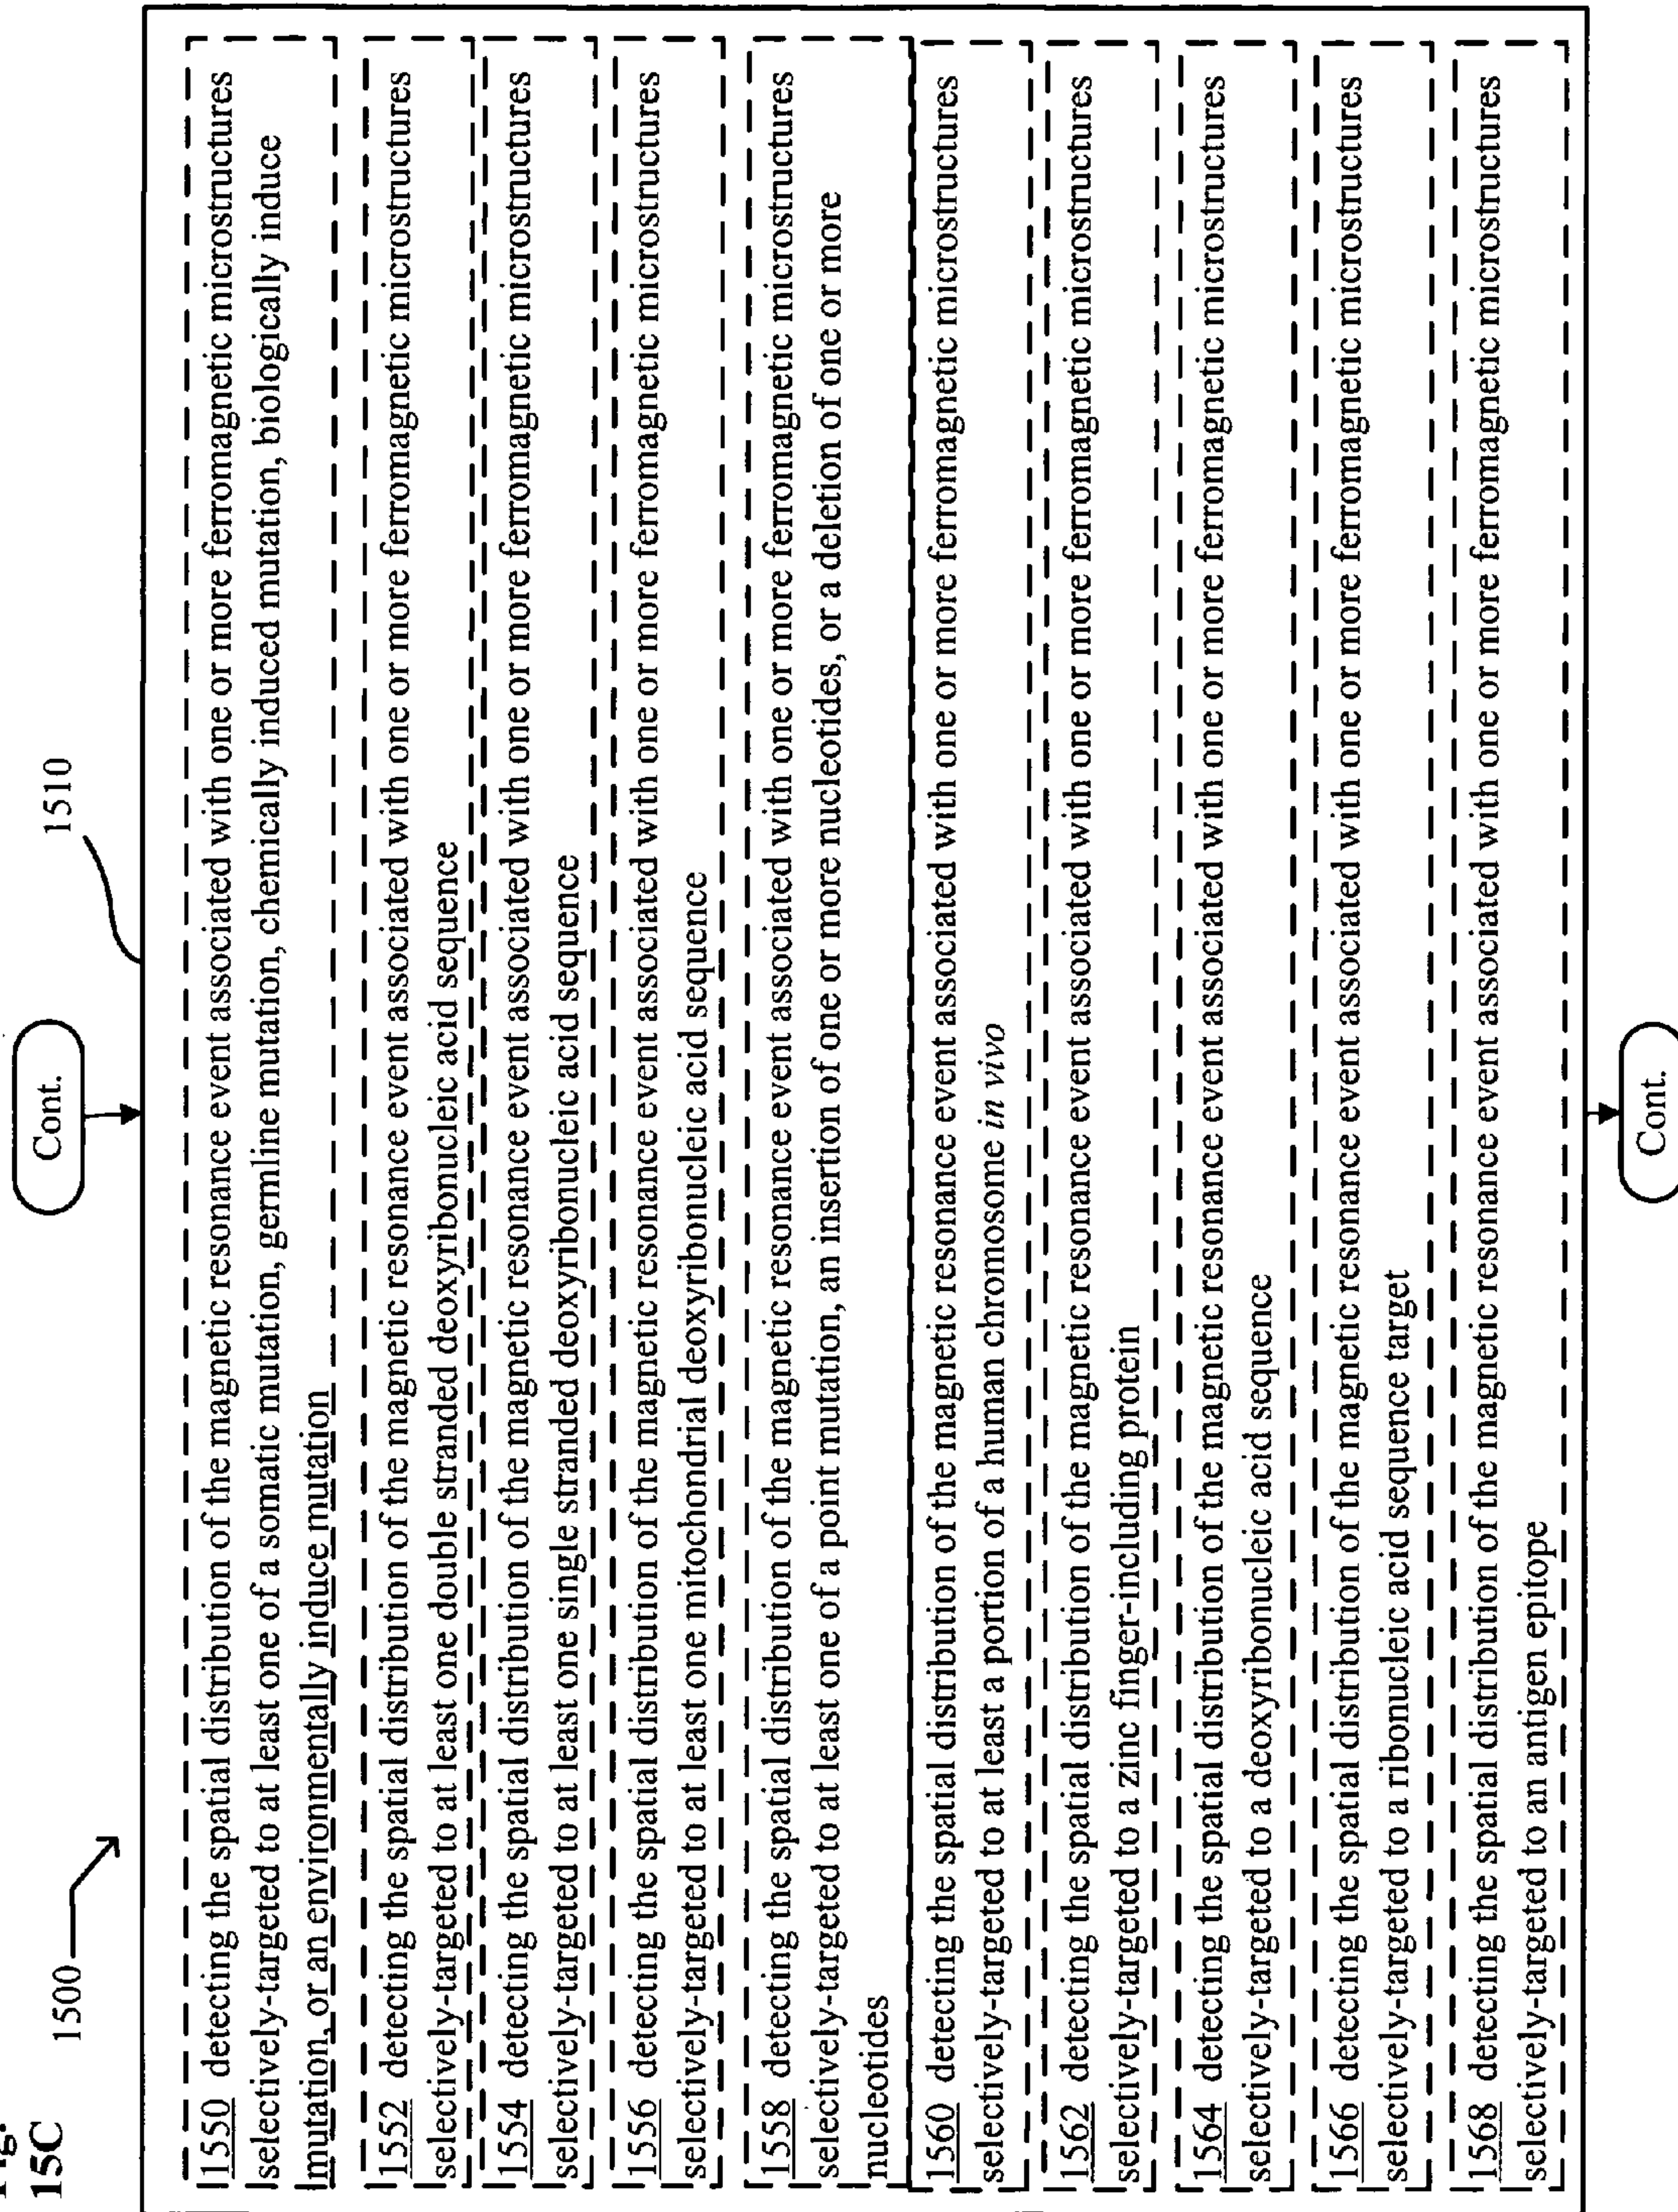 15C
1500
Cont.
1510
1550 detecting the spatial distribution of the magnetic resonance event associated with one or more ferromagnetic microstructures
selectively-targeted to at least one of a somatic mutation, germline mutation, chemically induced mutation, biologically induce
mutation, or an environmentally induce mutation
1552 detecting the spatial distribution of the magnetic resonance event associated with one or more ferromagnetic microstructures
selectively-targeted to at least one double stranded deoxyribonucleic acid sequence
1554 detecting the spatial distribution of the magnetic resonance event associated with one or more ferromagnetic microstructures
selectively-targeted to at least one single stranded deoxyribonucleic acid sequence
1556 detecting the spatial distribution of the magnetic resonance event associated with one or more ferromagnetic microstructures
selectively-targeted to at least one mitochondrial deoxyribonucleic acid sequence
1558 detecting the spatial distribution of the magnetic resonance event associated with one or more ferromagnetic microstructures
selectively-targeted to at least one of a point mutation, an insertion of one or more nucleotides, or a deletion of one or more
nucleotides
1560 detecting the spatial distribution of the magnetic resonance event associated with one or more ferromagnetic microstructures
selectively-targeted to at least a portion of a human chromosome in vivo
1562 detecting the spatial distribution of the magnetic resonance event associated with one or more ferromagnetic microstructures
selectively-targeted to a zinc finger-including protein
1564 detecting the spatial distribution of the magnetic resonance event associated with one or more ferromagnetic microstructures
selectively-targeted to a deoxyribonucleic acid sequence
1566 detecting the spatial distribution of the magnetic resonance event associated with one or more ferromagnetic microstructures
selectively-targeted to a ribonucleic acid sequence target
1568 detecting the spatial distribution of the magnetic resonance event associated with one or more ferromagnetic microstructures
selectively-targeted to an antigen epitope
Cont.